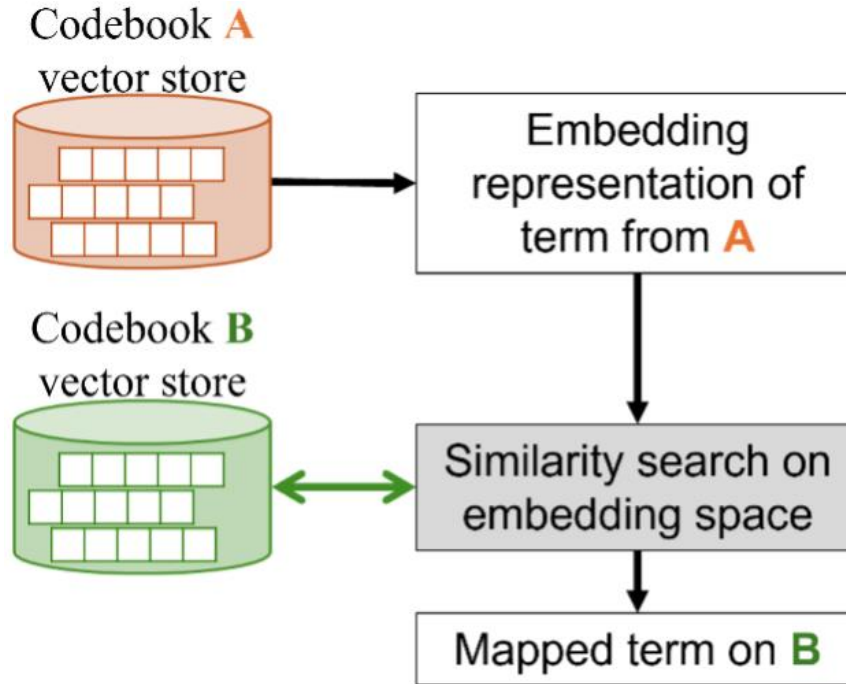 Codebook A
vector store
Embedding
representation of
term from A
Codebook B
vector store
Similarity search on
embedding space
Mapped term on B